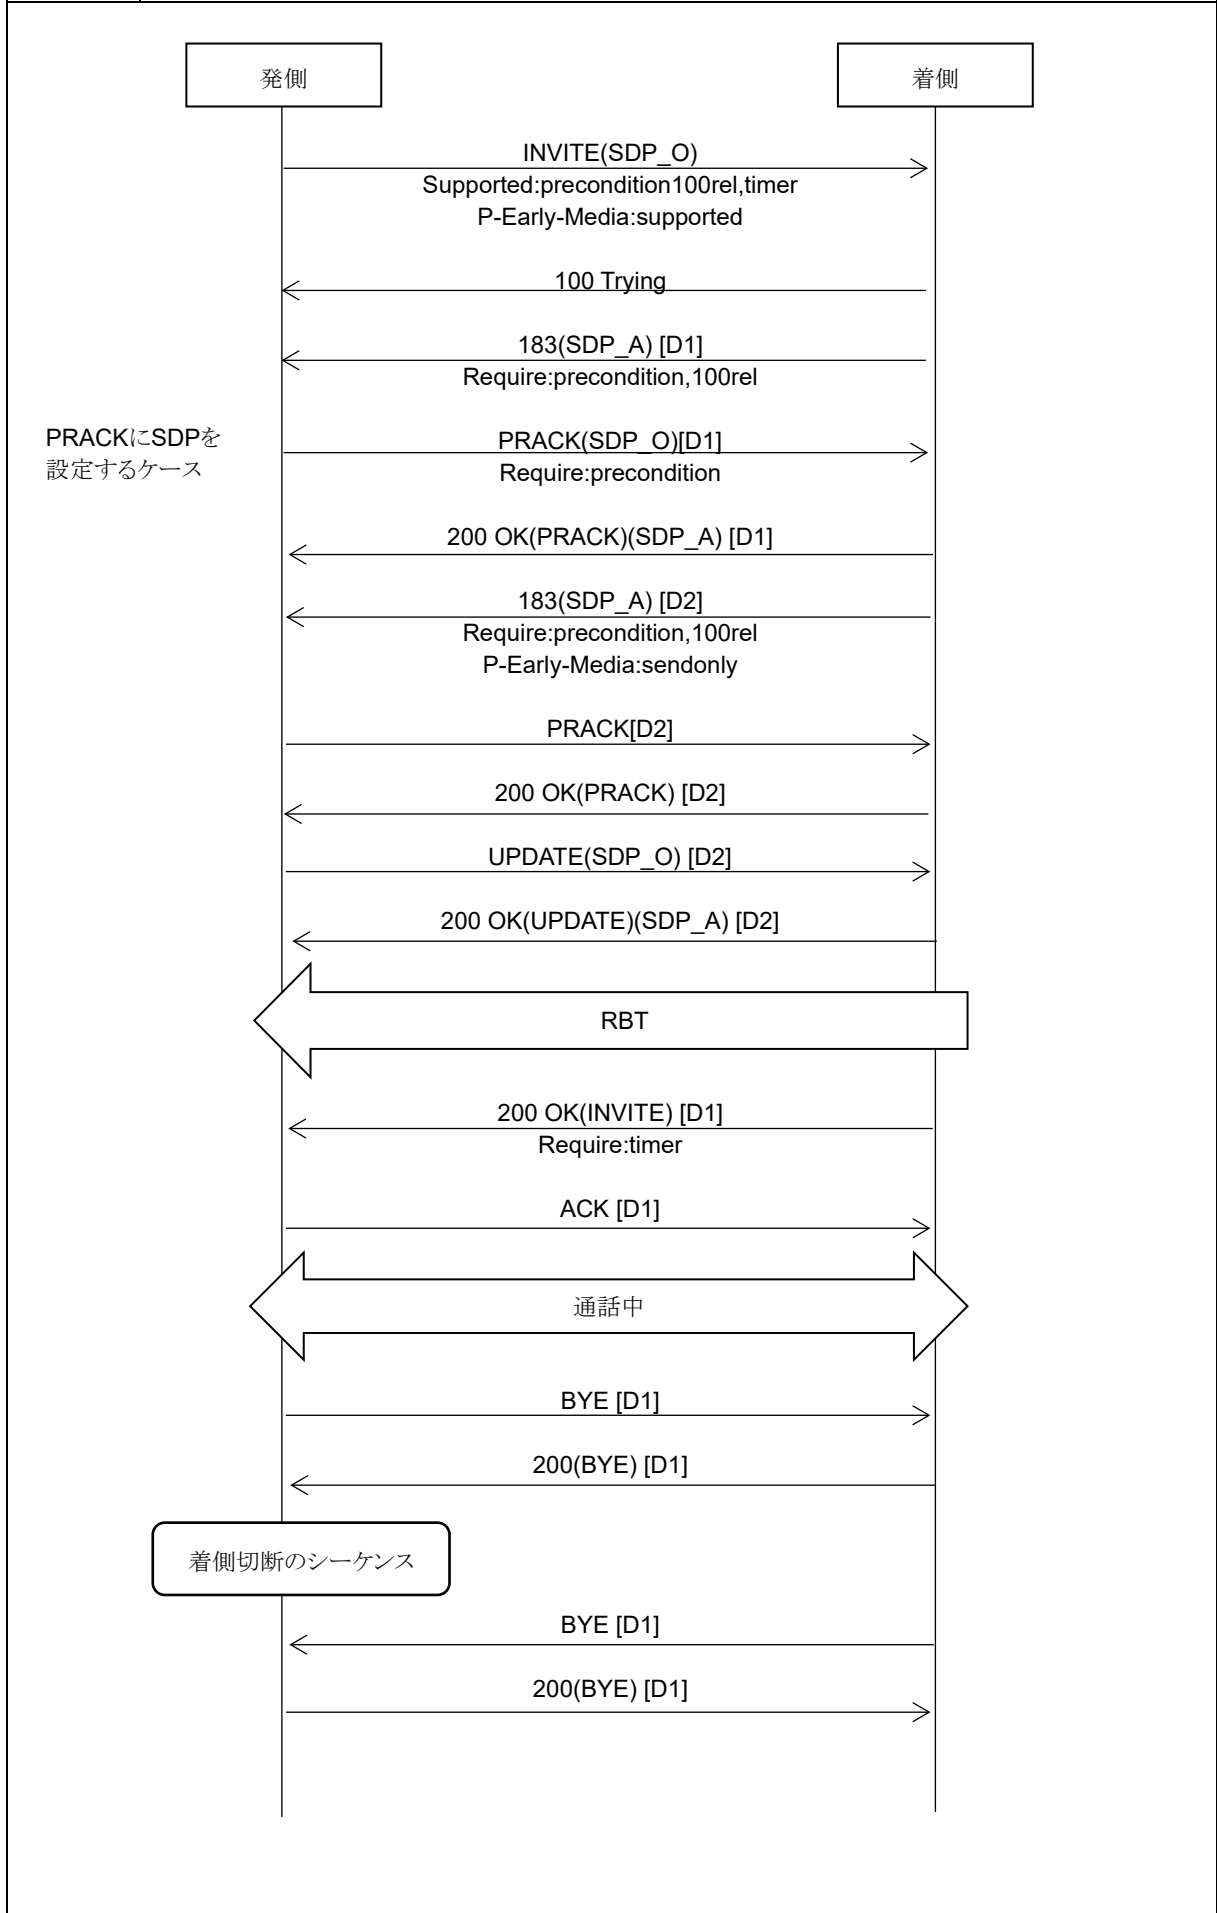 発側
着側
INVITE(SDP_O)
Supported:precondition100rel,timer
P-Early-Media:supported
100 Trying
183(SDP_A) [D1]
Require:precondition,100rel
PRACKにSDPを
設定するケース
PRACK(SDP_O)[D1]
Require:precondition
200 OK(PRACK)(SDP_A) [D1]
183(SDP_A) [D2]
Require:precondition,100rel
P-Early-Media:sendonly
PRACK[D2]
200 OK(PRACK) [D2]
UPDATE(SDP_O) [D2]
200 OK(UPDATE)(SDP_A) [D2]
RBT
200 OK(INVITE) [D1]
Require:timer
ACK [D1]
通話中
BYE [D1]
200(BYE) [D1]
着側切断のシーケンス
BYE [D1]
200(BYE) [D1]